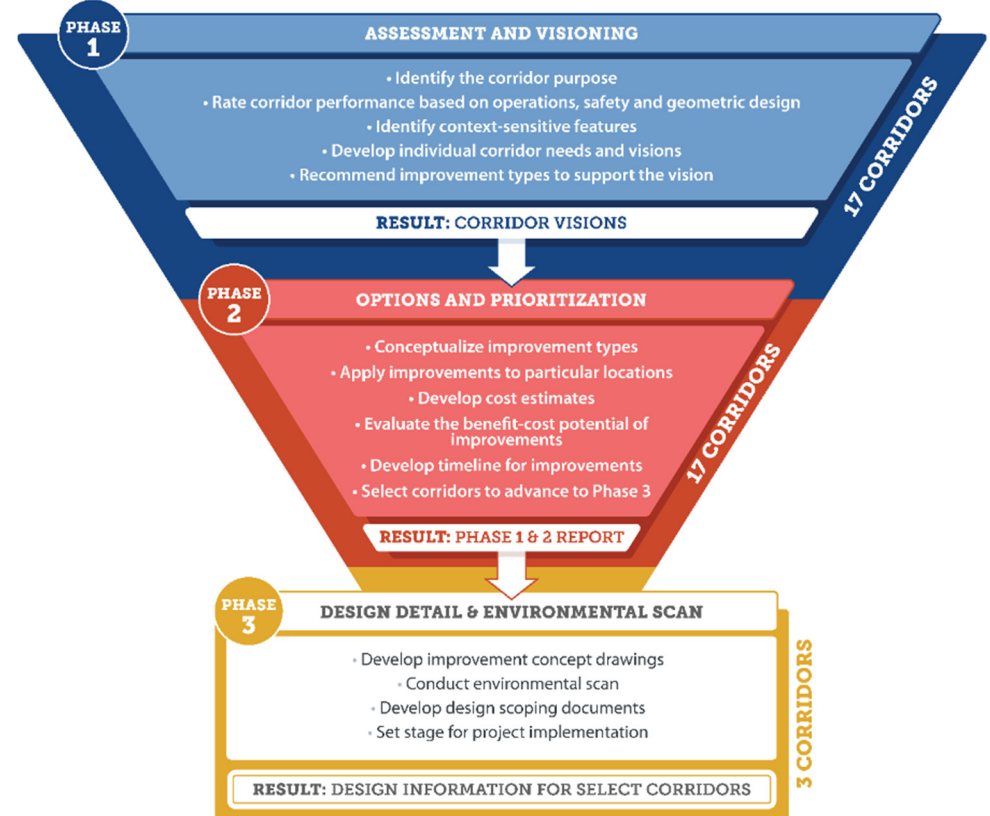 PHASE
1
ASSESSMENT AND VISIONING
• Identify the corridor purpose
• Rate corridor performance based on operations, safety and geometric design
• Identify context-sensitive features
• Develop individual corridor needs and visions
• Recommend improvement types to support the vision
RESULT: CORRIDOR VISIONS
17 CORRIDORS
PHASE
2
OPTIONS AND PRIORITIZATION
• Conceptualize improvement types
• Apply improvements to particular locations
• Develop cost estimates
• Evaluate the benefit-cost potential of
improvements
• Develop timeline for improvements
• Select corridors to advance to Phase 3
RESULT: PHASE 1 & 2 REPORT
17 CORRIDORS
PHASE
3
DESIGN DETAIL & ENVIRONMENTAL SCAN
• Develop improvement concept drawings
• Conduct environmental scan
• Develop design scoping documents
• Set stage for project implementation
RESULT: DESIGN INFORMATION FOR SELECT CORRIDORS
3 CORRIDORS